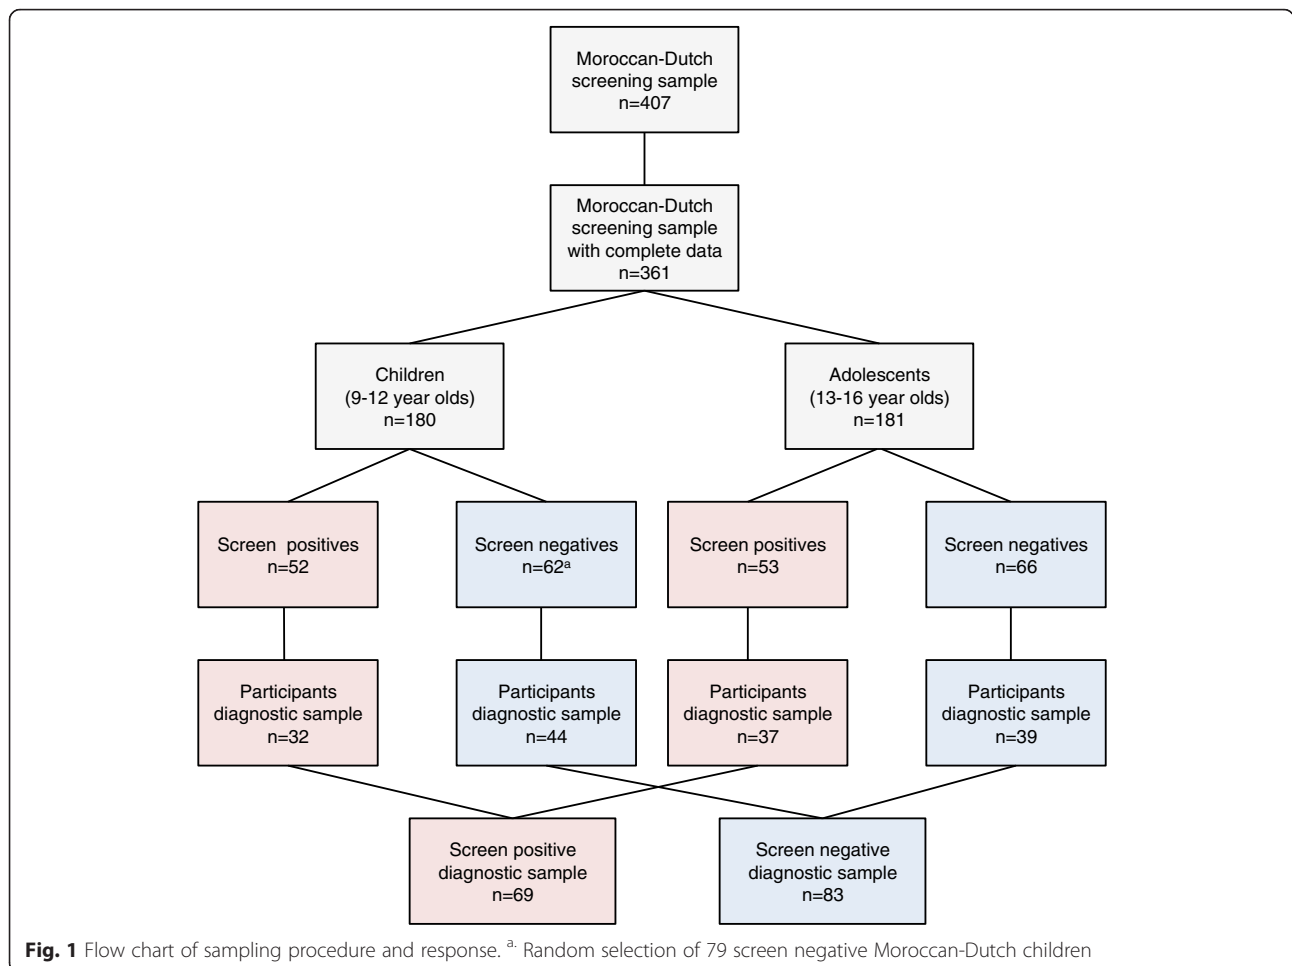 Moroccan-Dutch
screening sample
n=407
Moroccan-Dutch
screening sample
with complete data
n=361
Children
(9-12 year olds)
n=180
Adolescents
(13-16 year olds)
n=181
Screen positives
n=52
Screen negatives
n=62ᵃ
Screen positives
n=53
Screen negatives
n=66
Participants
diagnostic sample
n=32
Participants
diagnostic sample
n=44
Participants
diagnostic sample
n=37
Participants
diagnostic sample
n=39
Screen positive
diagnostic sample
n=69
Screen negative
diagnostic sample
n=83
Fig. 1 Flow chart of sampling procedure and response. ᵃ· Random selection of 79 screen negative Moroccan-Dutch children